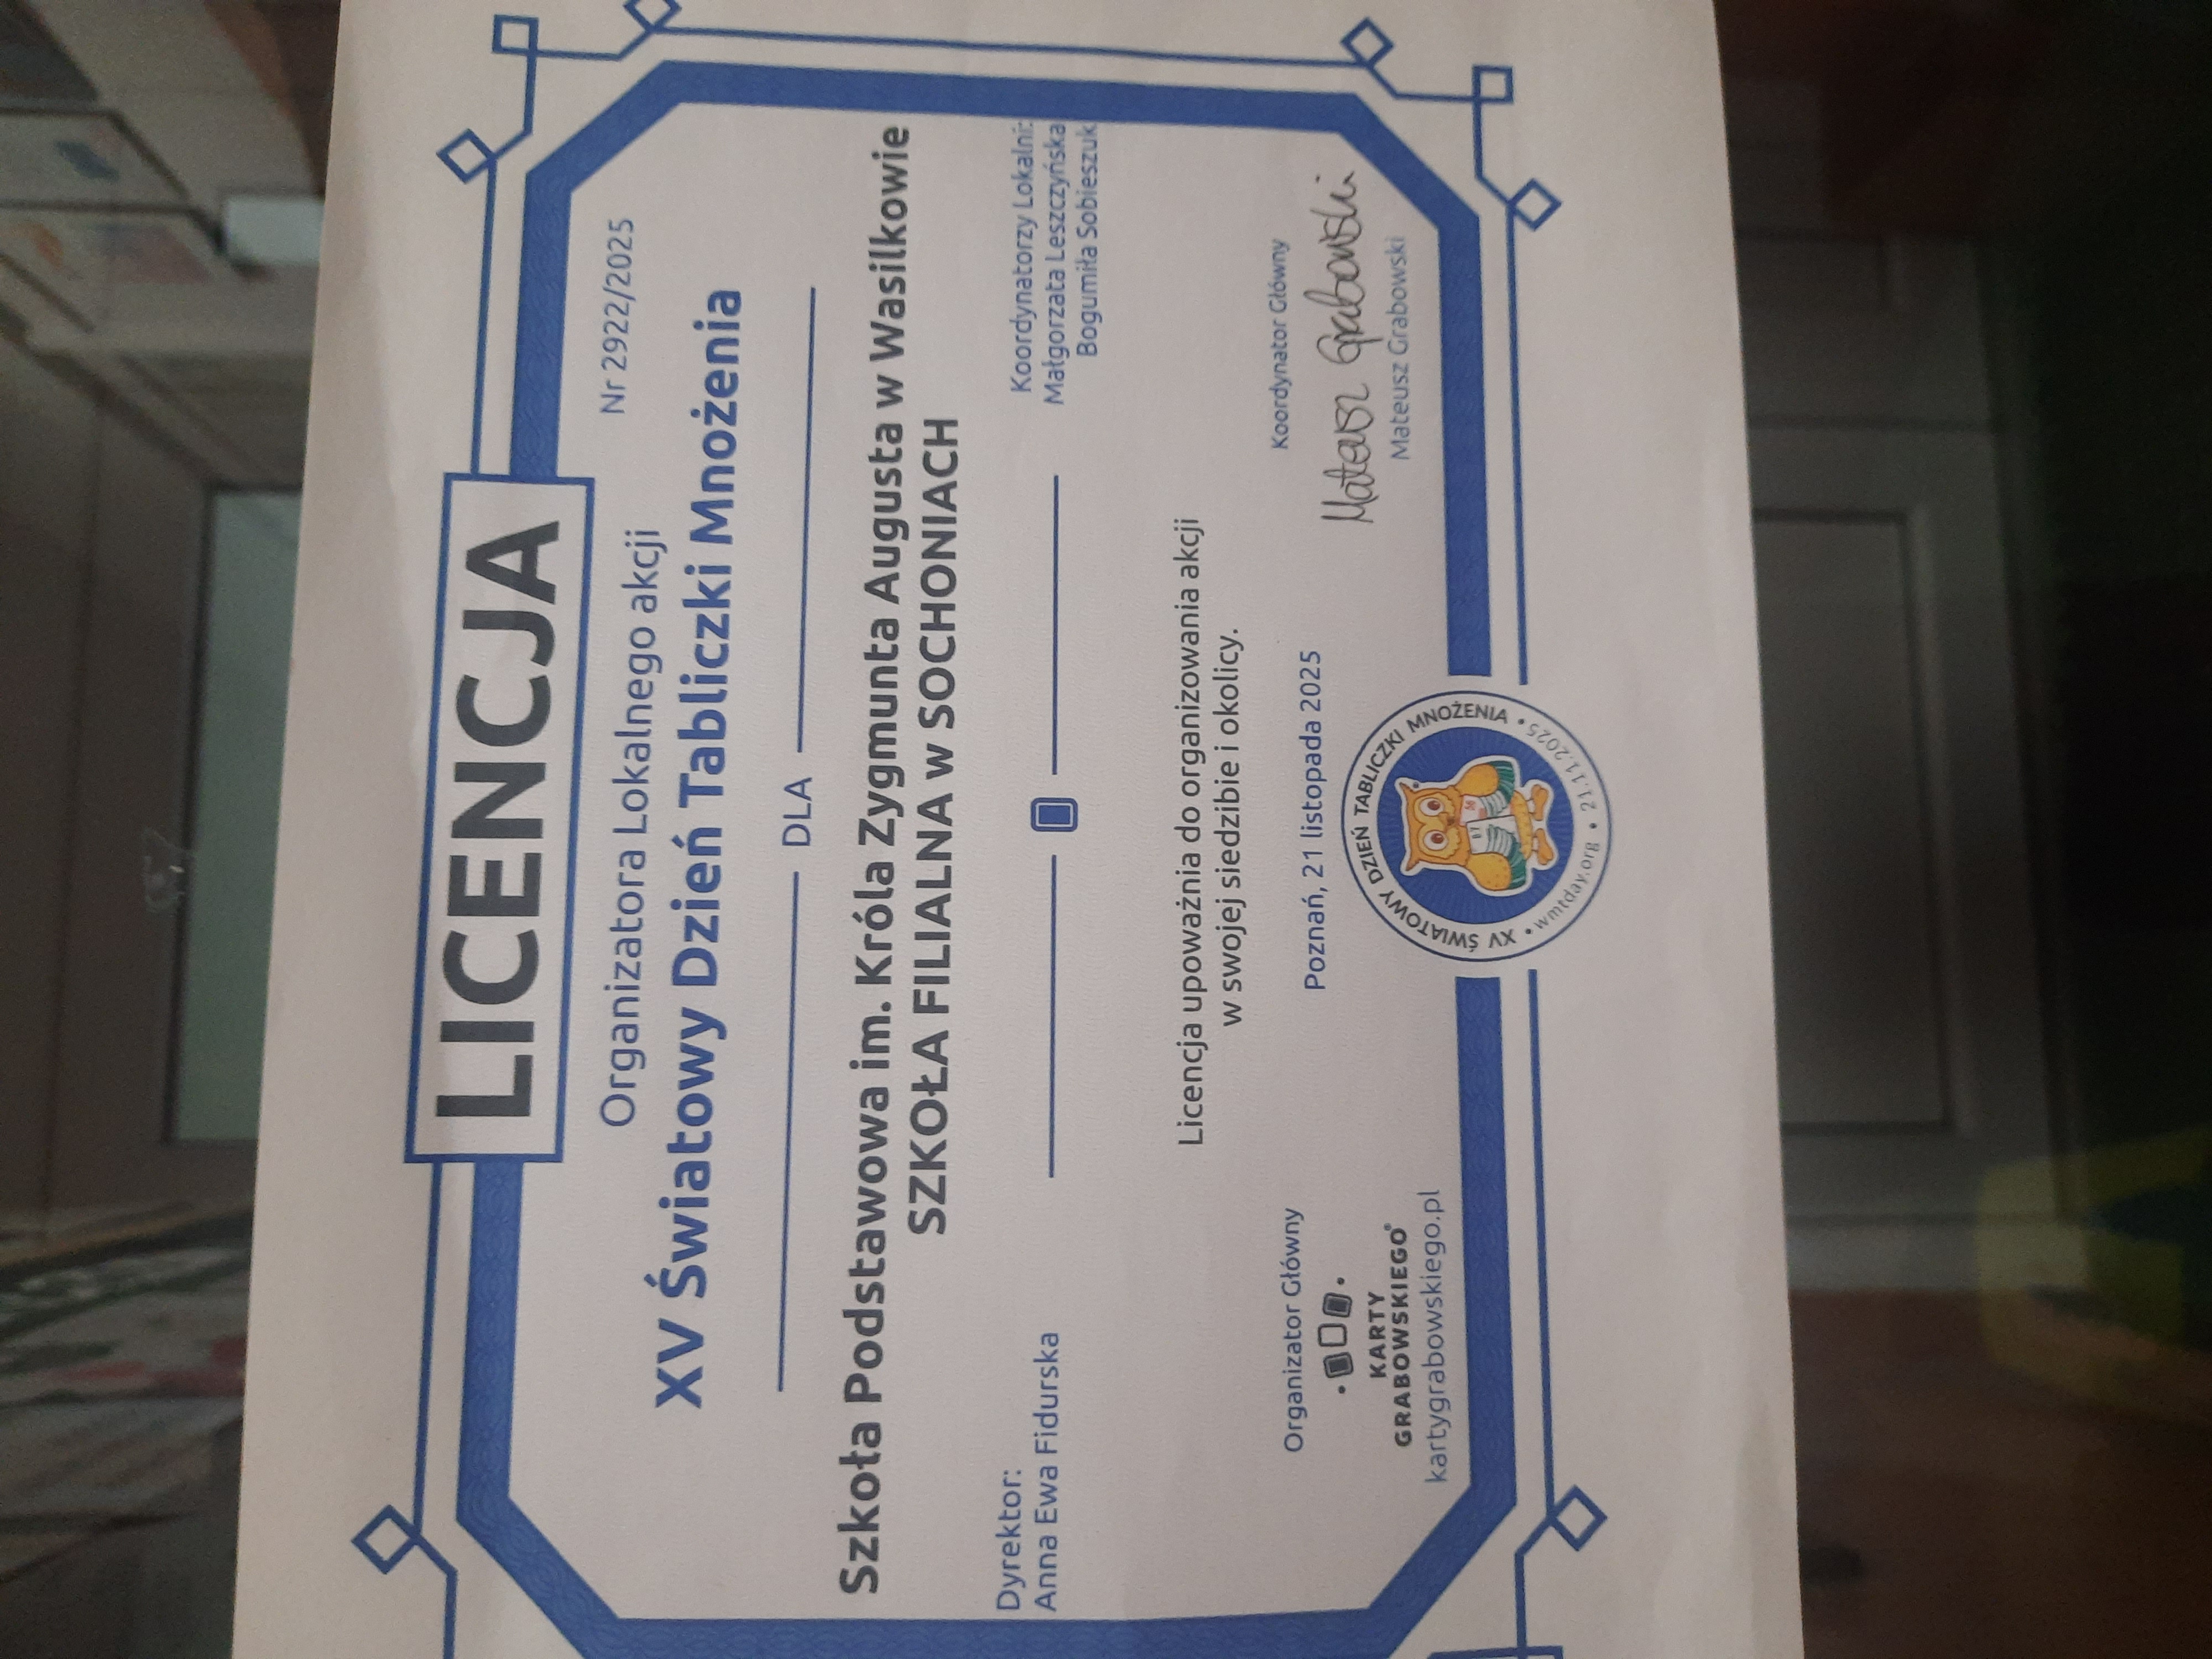 LICENCJA
Nr 2922/2025
Organizatora Lokalnego akcji
XV Światowy Dzień Tabliczki Mnożenia
DLA
Szkoła Podstawowa im. Króla Zygmunta Augusta w Wasilkowie
SZKOŁA FILIALNA w SOCHONIACH
Dyrektor:
Anna Ewa Fidurska
Koordynatorzy Lokalni:
Małgorzata Leszczyńska
Bogumiła Sobieszuk
Licencja upoważnia do organizowania akcji
w swojej siedzibie i okolicy.
Organizator Główny
KARTY
GRABOWSKIEGO®
kartygrabowskiego.pl
Poznań, 21 listopada 2025
XV ŚWIATOWY DZIEŃ TABLICZKI MNOŻENIA
• wmtday.org • 21.11.2025 •
Koordynator Główny
Mateusz Grabowski
Mateusz Grabowski